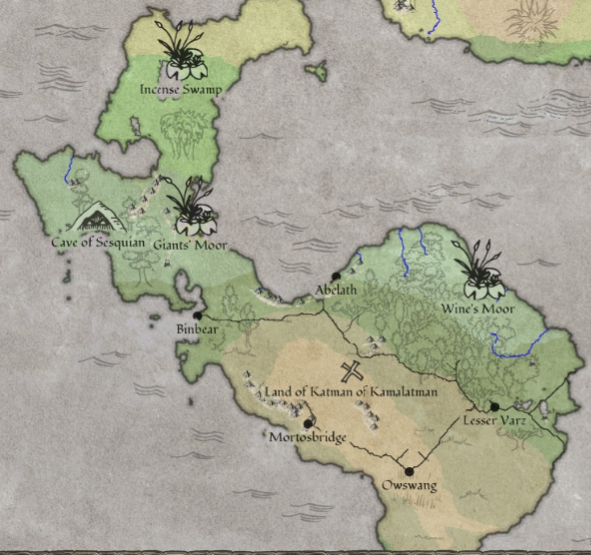 Incense Swamp
Cave of Sesquian
Giants' Moor
Abelath
Wine's Moor
Binbear
Land of Katman of Kamalatman
Lesser Varz
Mortosbridge
Owswang